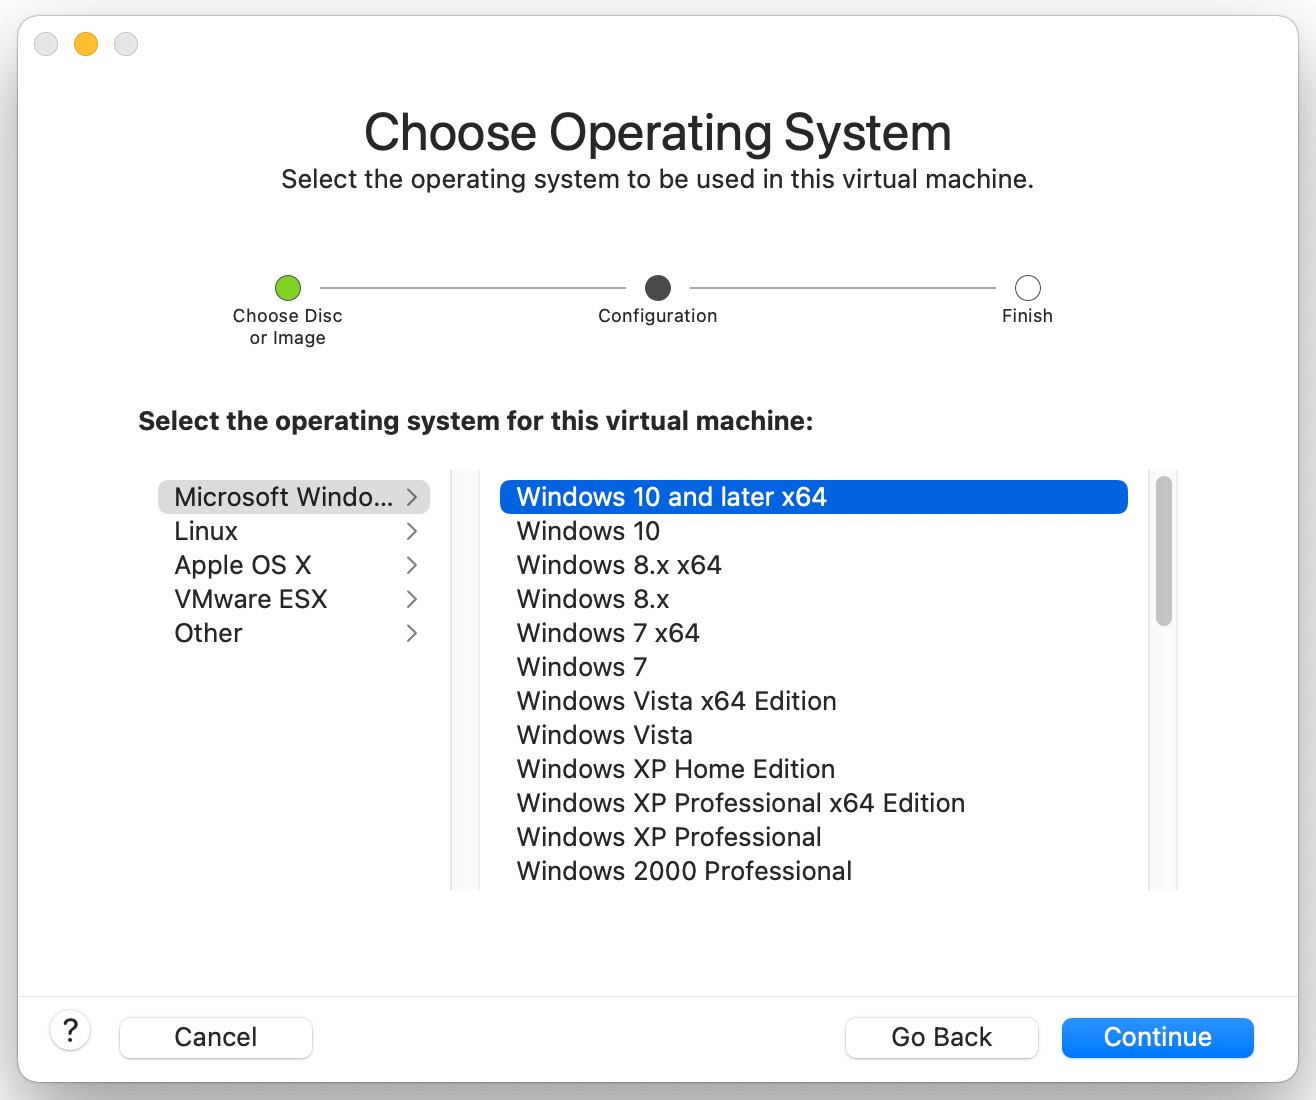 Choose Operating System
Select the operating system to be used in this virtual machine.
Choose Disc
or Image
Configuration
Finish
Select the operating system for this virtual machine:
Microsoft Windo...
Linux
Apple OS X
VMware ESX
Other
Windows 10 and later x64
Windows 10
Windows 8.x x64
Windows 8.x
Windows 7 x64
Windows 7
Windows Vista x64 Edition
Windows Vista
Windows XP Home Edition
Windows XP Professional x64 Edition
Windows XP Professional
Windows 2000 Professional
?
Cancel
Go Back
Continue